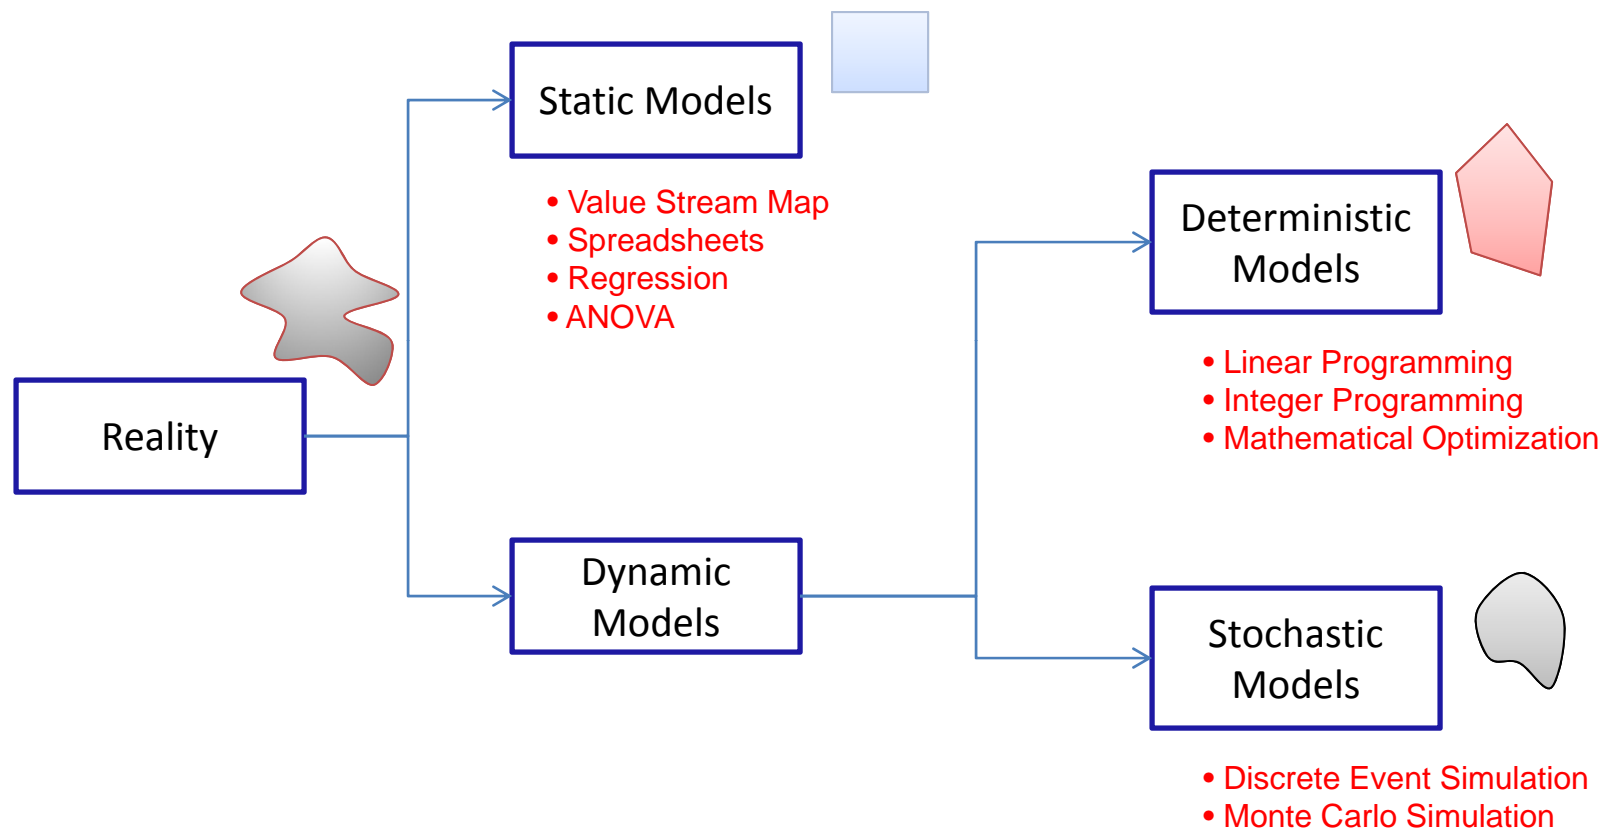 Static Models
• Value Stream Map
• Spreadsheets
• Regression
• ANOVA
Reality
Dynamic
Models
Deterministic
Models
• Linear Programming
• Integer Programming
• Mathematical Optimization
Stochastic
Models
• Discrete Event Simulation
• Monte Carlo Simulation